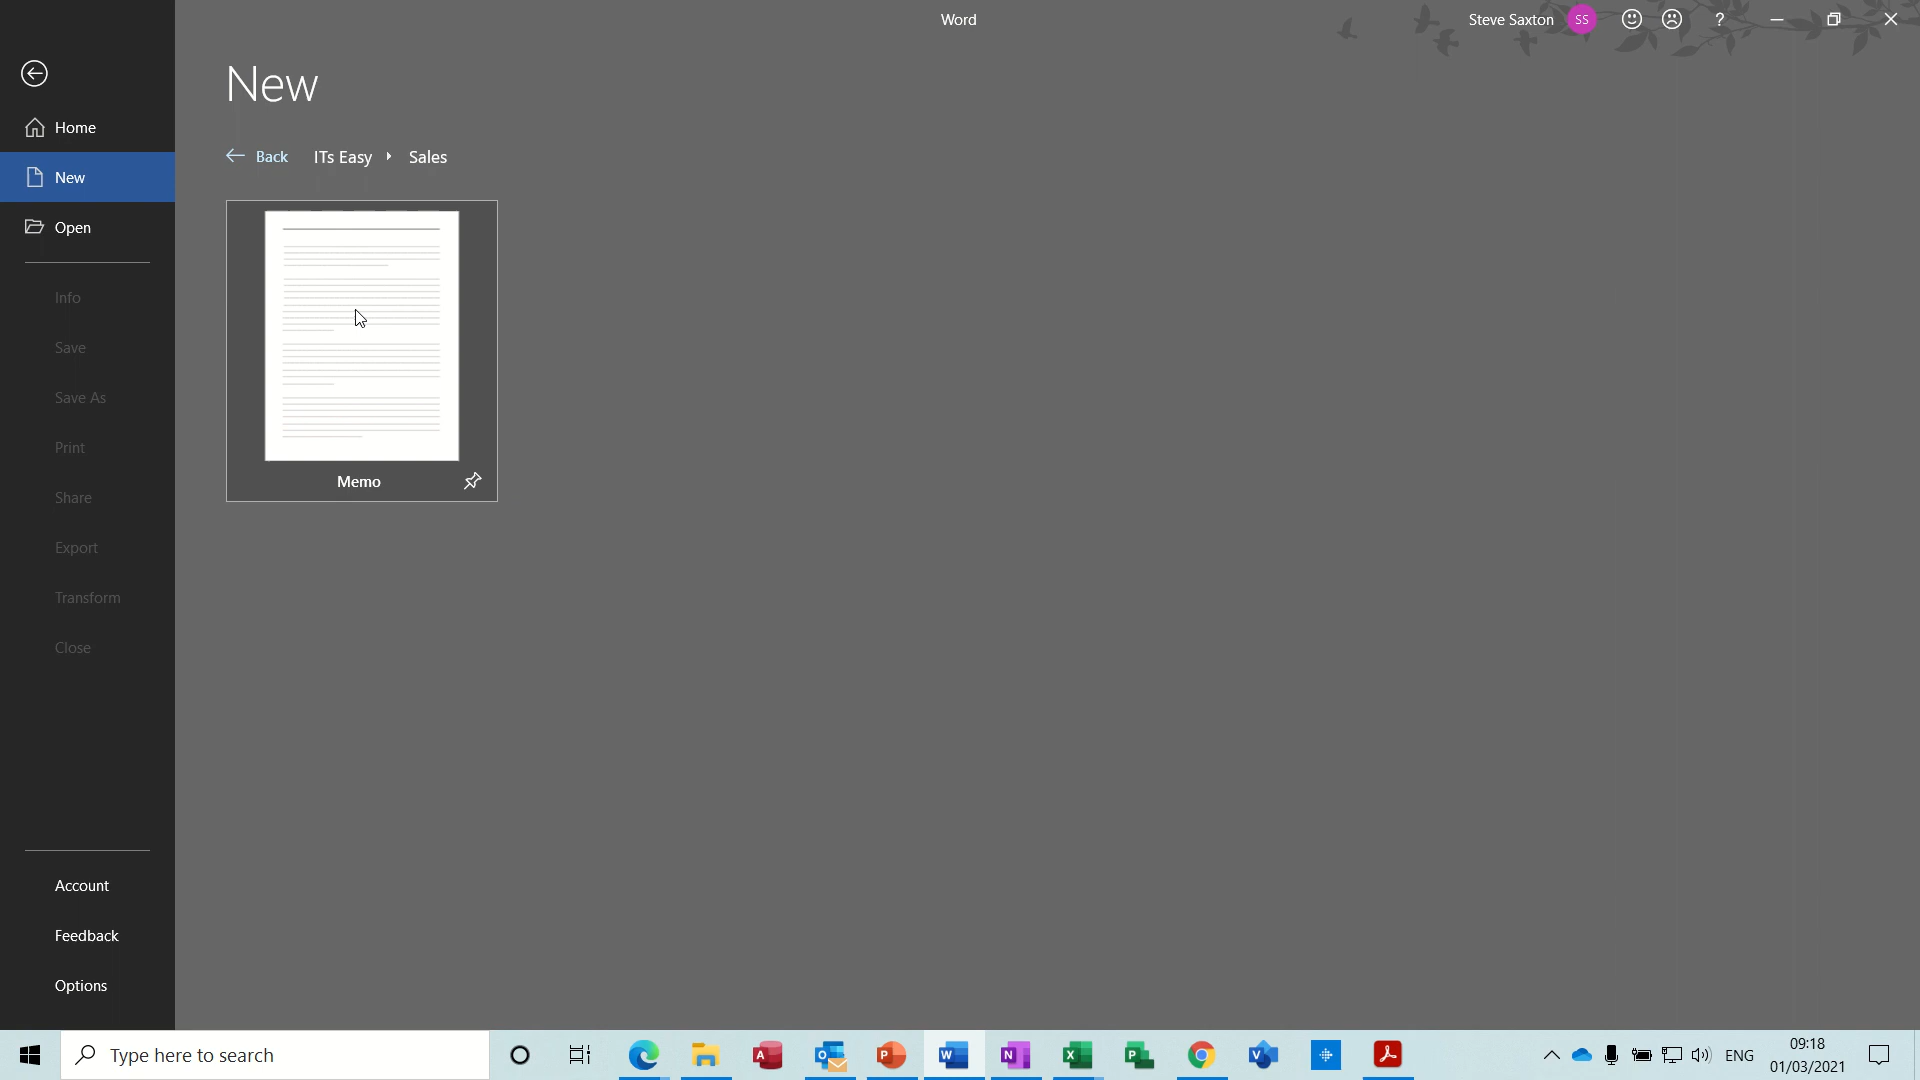 Word
Steve Saxton SS
?
New
Home
Back ITs Easy Sales
New
Open
Info
Save
Save As
Print
Share
Export
Transform
Close
Memo
Account
Feedback
Options
Type here to search
A
O
P
W
N
X
P
V
ENG
09:18
01/03/2021